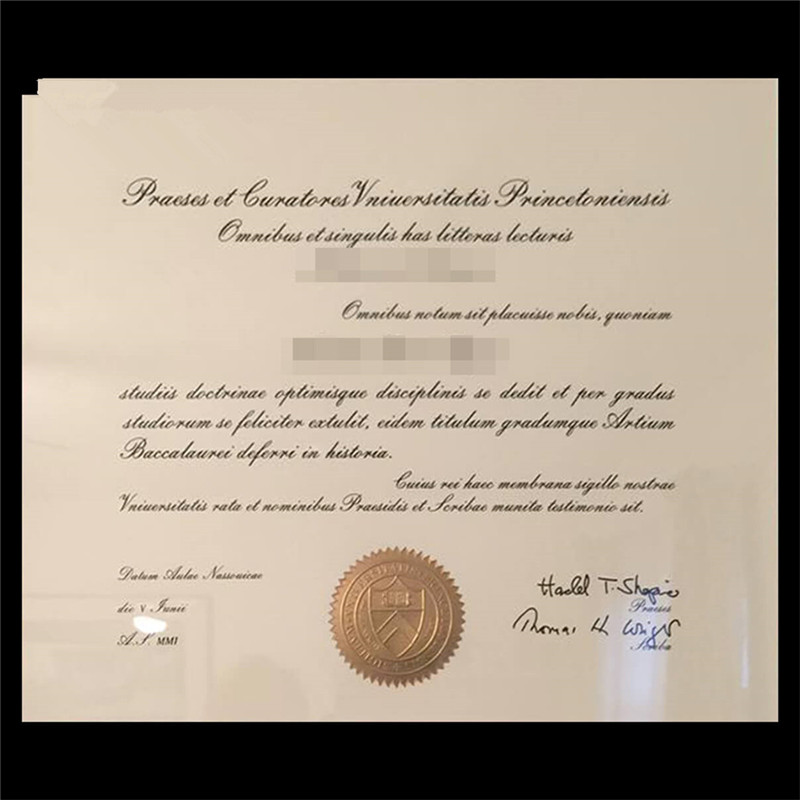 Praeses et Curatores Vniuersitatis Princetoniensis
Omnibus et singulis has litteras lecturis
Omnibus notum sit placuisse nobis, quoniam
studiis doctrinae optimisque disciplinis se dedit et per gradus
studiorum se feliciter extulit, eidem titulum gradumque Artium
Baccalaurei deferri in historia.
Cuius rei haec membrana sigillo nostrae
Vniuersitatis rata et nominibus Praesidis et Scribae munita testimonio sit.
Datum Aulae Nassouicae
die V Iunii
A.S. MMI
Harold T. Shapiro
Praeses
Thomas H Wright
Scriba